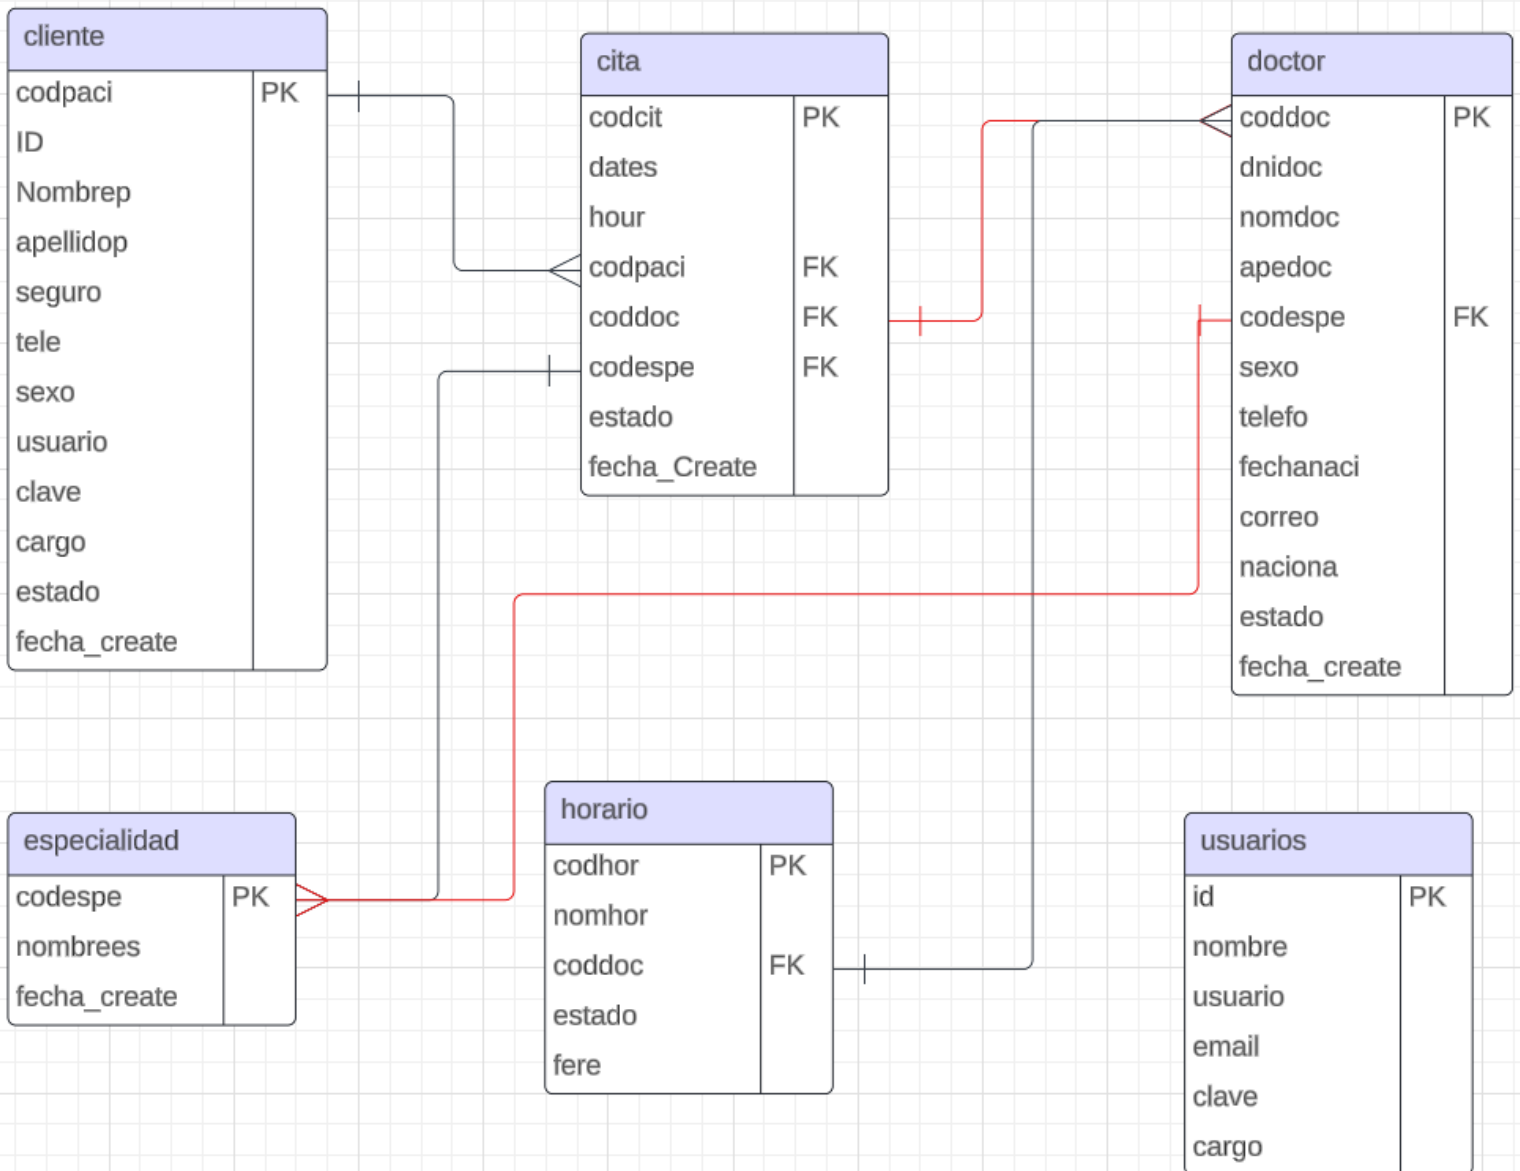 cliente
codpaci PK
ID
Nombrep
apellidop
seguro
tele
sexo
usuario
clave
cargo
estado
fecha_create
cita
codcit PK
dates
hour
codpaci FK
coddoc FK
codespe FK
estado
fecha_Create
doctor
coddoc PK
dnidoc
nomdoc
apedoc
codespe FK
sexo
telefo
fechanaci
correo
naciona
estado
fecha_create
especialidad
codespe PK
nombrees
fecha_create
horario
codhor PK
nomhor
coddoc FK
estado
fere
usuarios
id PK
nombre
usuario
email
clave
cargo